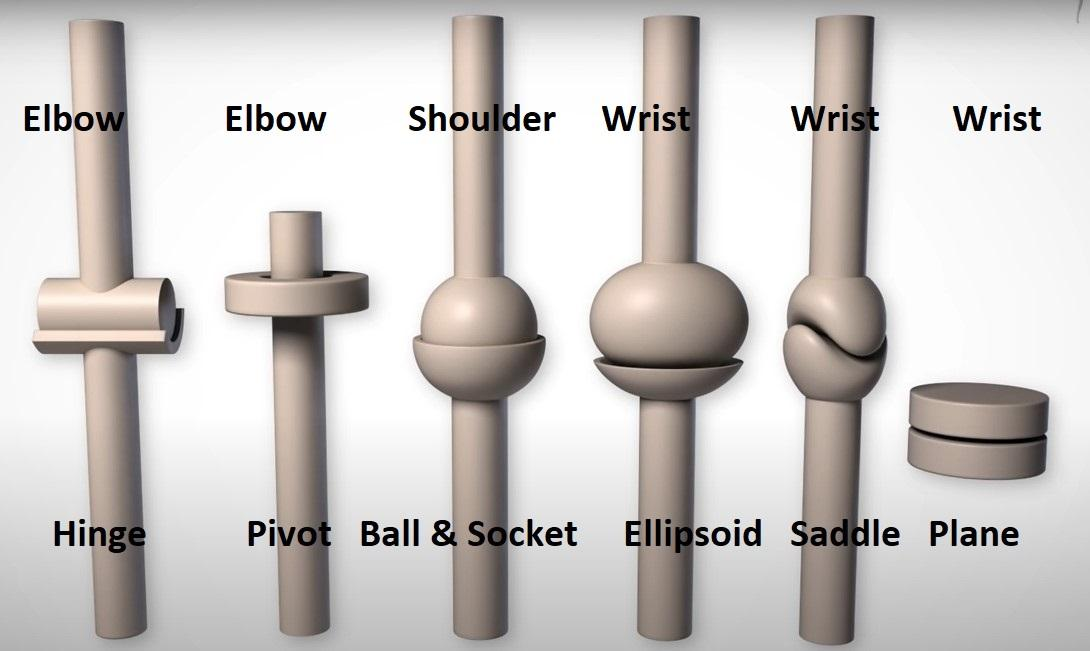 Elbow Elbow Shoulder Wrist Wrist Wrist
Hinge Pivot Ball & Socket Ellipsoid Saddle Plane